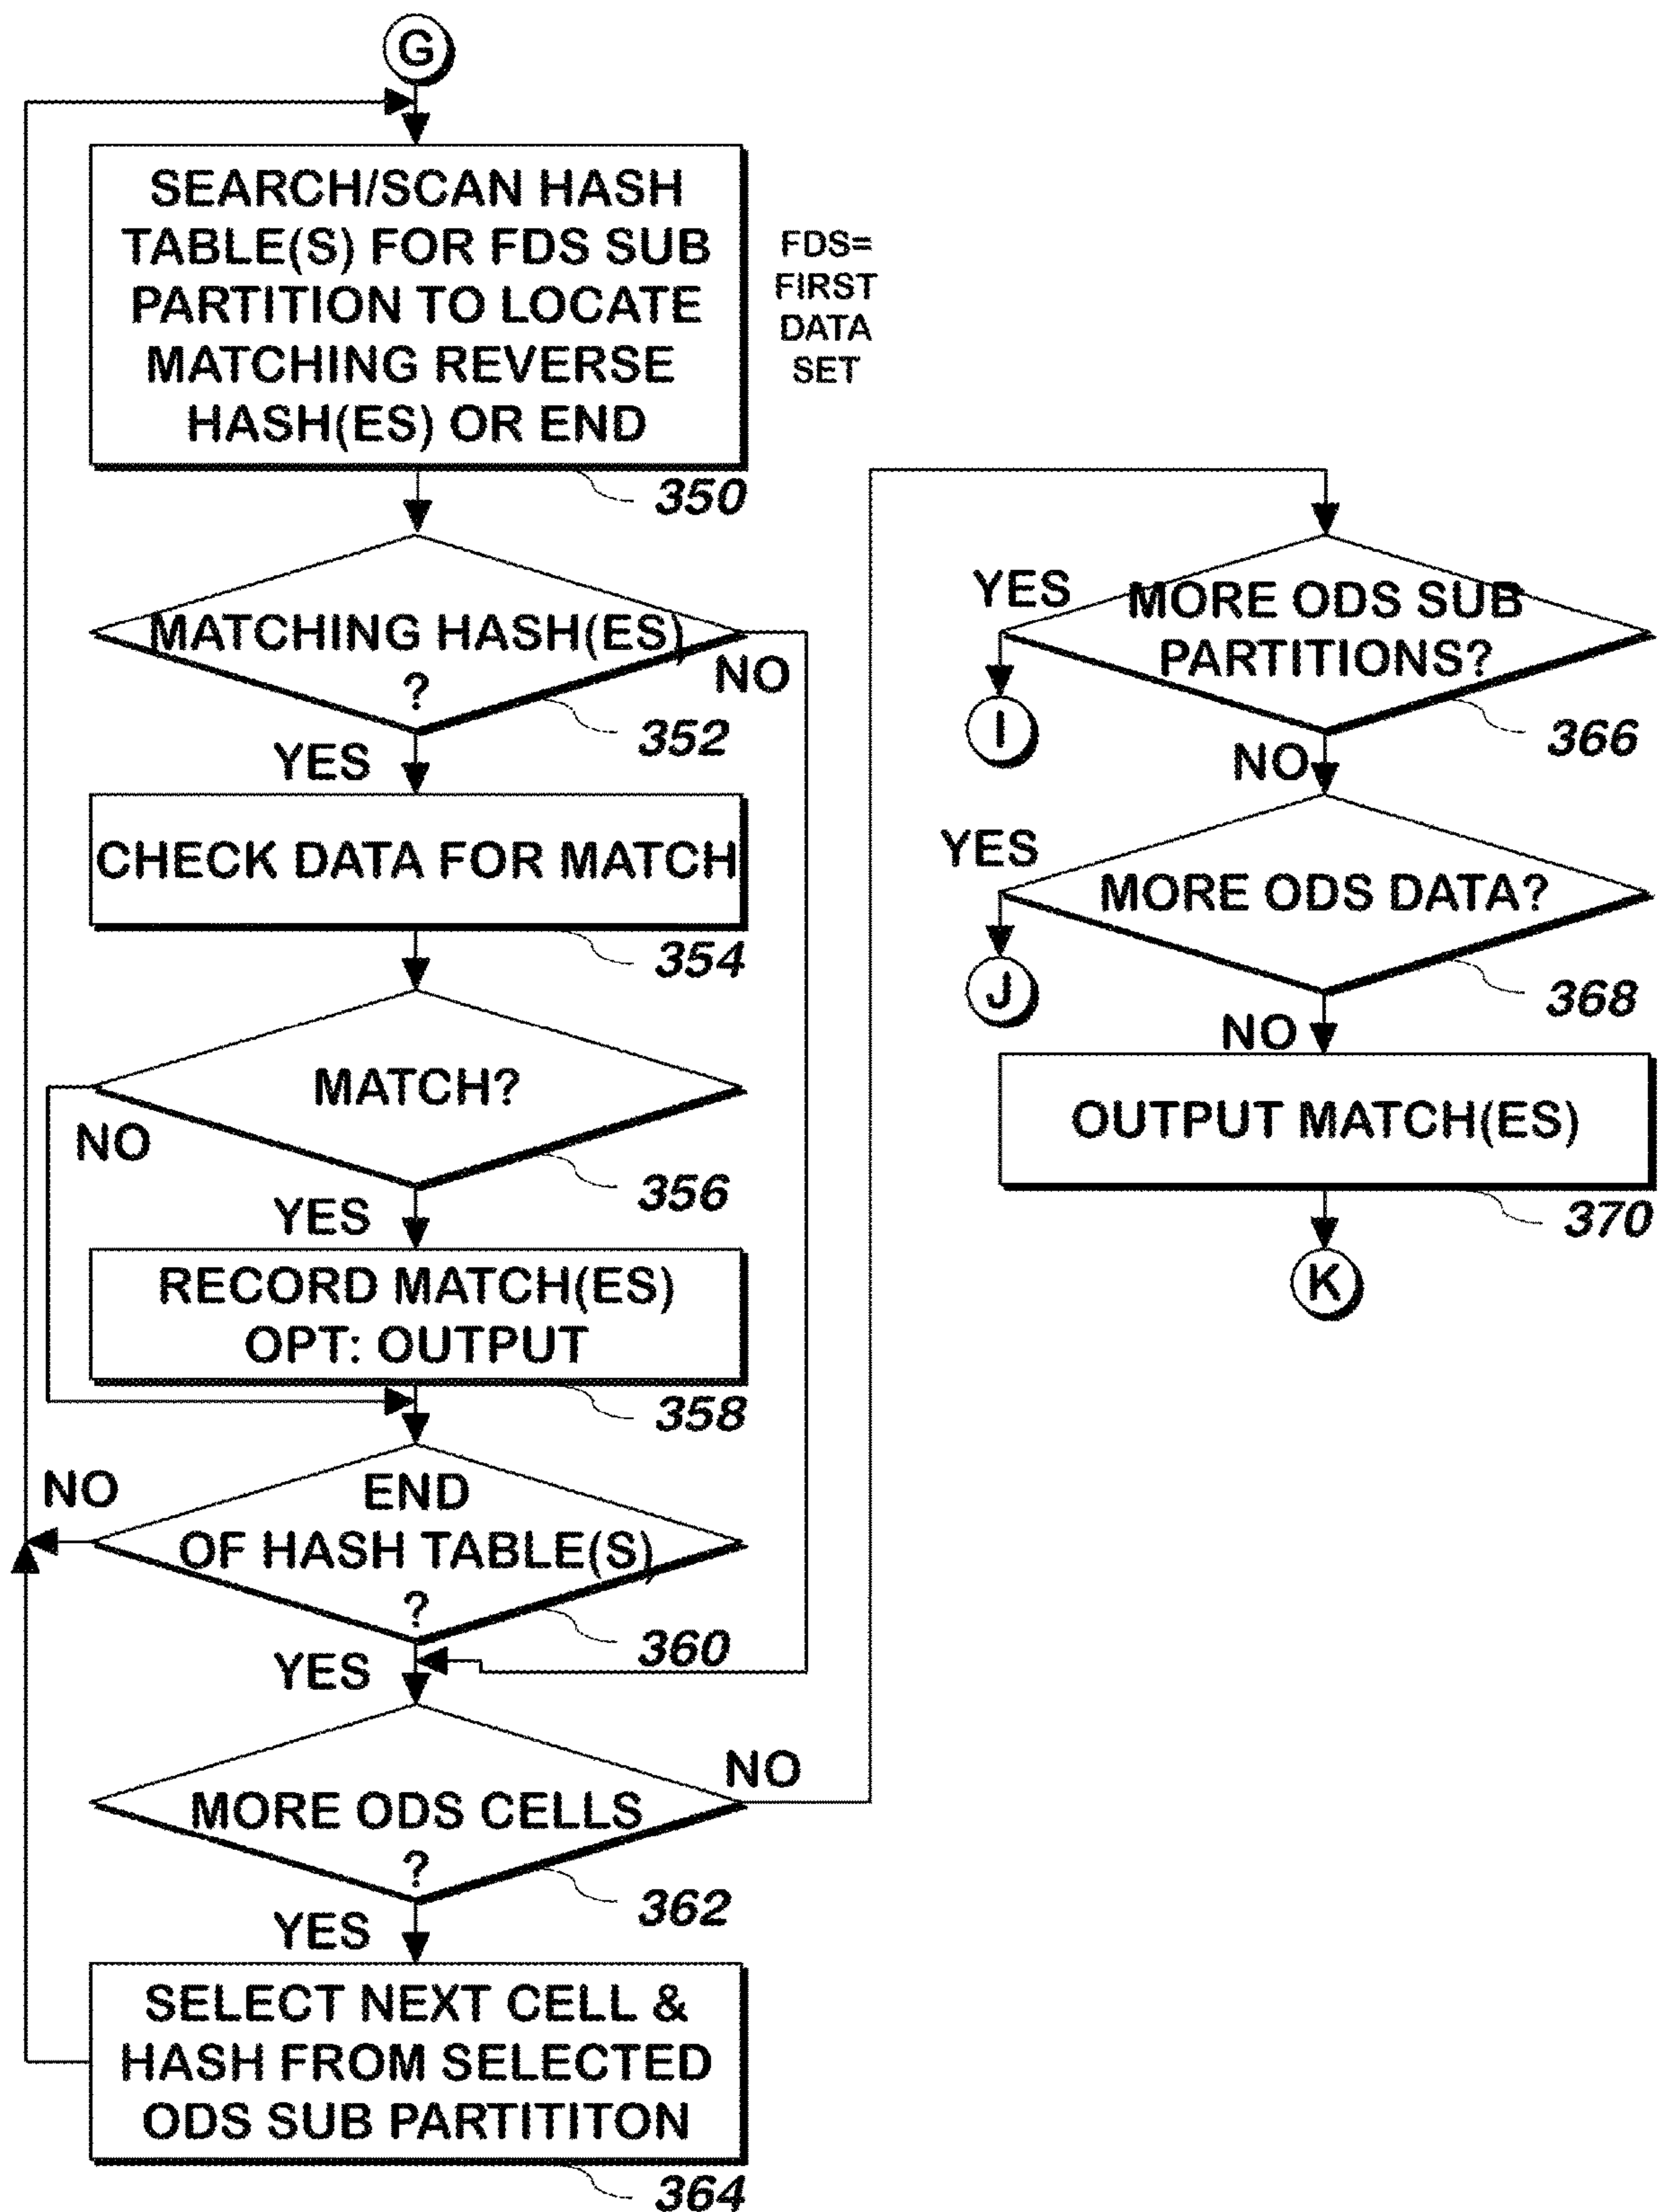 G
SEARCH/SCAN HASH
TABLE(S) FOR FDS SUB
PARTITION TO LOCATE
MATCHING REVERSE
HASH(ES) OR END
FDS=
FIRST
DATA
SET
350
MATCHING HASH(ES)
?
NO
352
YES
CHECK DATA FOR MATCH
354
MATCH?
NO
356
YES
RECORD MATCH(ES)
OPT: OUTPUT
358
NO
END
OF HASH TABLE(S)
?
360
YES
MORE ODS CELLS
?
NO
362
YES
SELECT NEXT CELL &
HASH FROM SELECTED
ODS SUB PARTITITON
364
YES
MORE ODS SUB
PARTITIONS?
I
366
NO
YES
MORE ODS DATA?
J
368
NO
OUTPUT MATCH(ES)
370
K